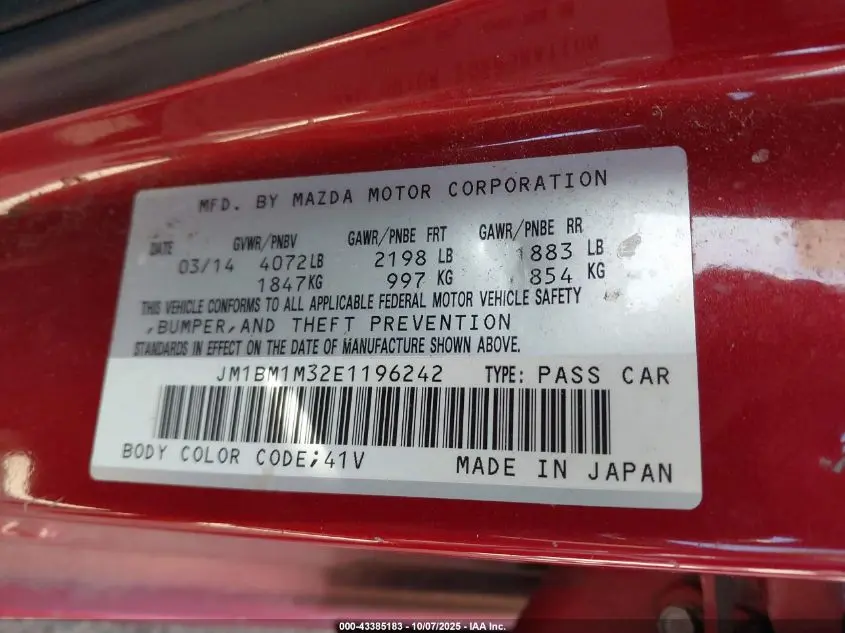 MFD. BY MAZDA MOTOR CORPORATION
DATE GVWR/PNBV GAWR/PNBE FRT GAWR/PNBE RR
03/14 4072LB 2198 LB 1883 LB
1847KG 997 KG 854 KG
THIS VEHICLE CONFORMS TO ALL APPLICABLE FEDERAL MOTOR VEHICLE SAFETY
,BUMPER,AND THEFT PREVENTION
STANDARDS IN EFFECT ON THE DATE OF MANUFACTURE SHOWN ABOVE.
JM1BM1M32E1196242 TYPE: PASS CAR
BODY COLOR CODE;41V MADE IN JAPAN
000-43385183 - 10/07/2025 - IAA Inc.